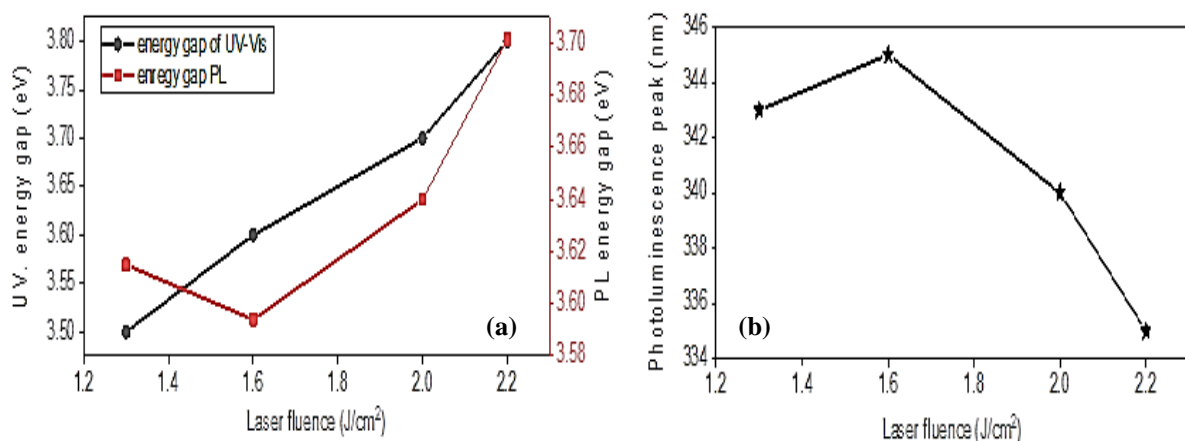 energy gap of UV-Vis
enregy gap PL
UV. energy gap (eV)
3.80
3.75
3.70
3.65
3.60
3.55
3.50
PL energy gap (eV)
3.70
3.68
3.66
3.64
3.62
3.60
3.58
(a)
1.2 1.4 1.6 1.8 2.0 2.2
Laser fluence (J/cm²)
Photoluminescence peak (nm)
346
344
342
340
338
336
334
(b)
1.2 1.4 1.6 1.8 2.0 2.2
Laser fluence (J/cm²)